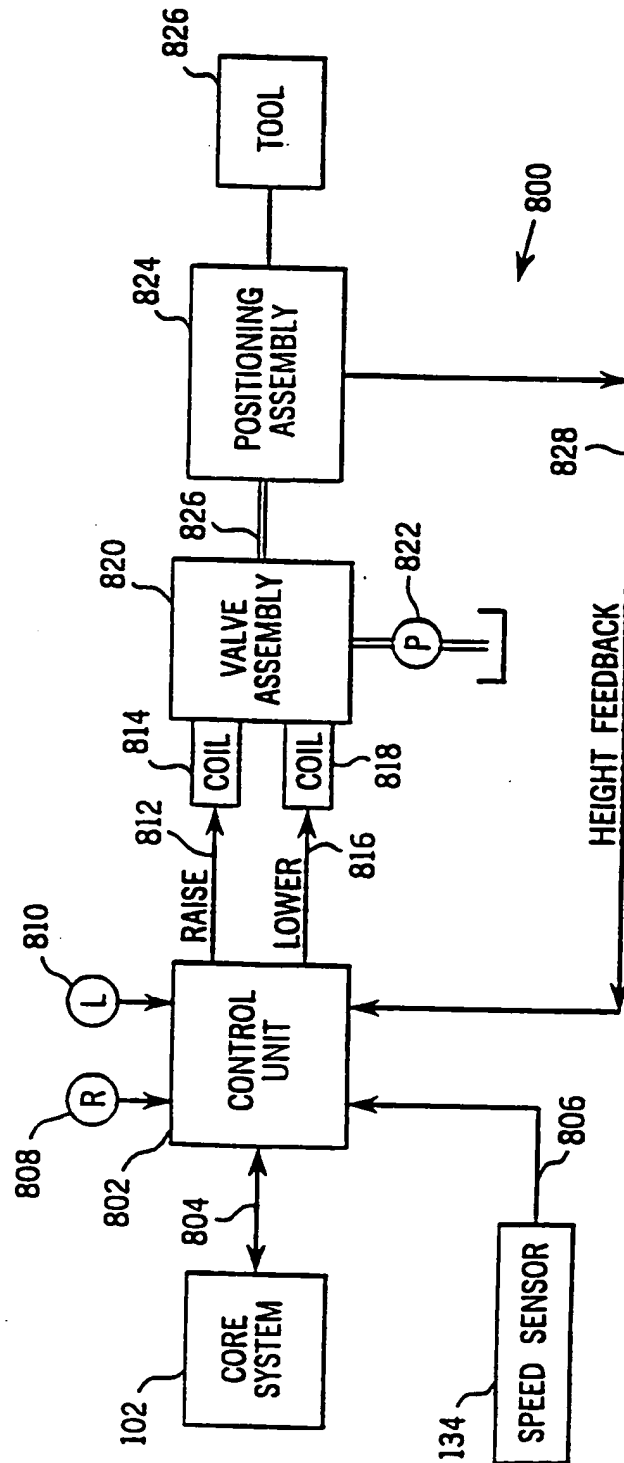 808
R
810
L
102
CORE
SYSTEM
804
802
CONTROL
UNIT
RAISE
812
LOWER
816
814
COIL
COIL
818
820
VALVE
ASSEMBLY
P
822
826
824
POSITIONING
ASSEMBLY
826
TOOL
800
134
SPEED SENSOR
806
HEIGHT FEEDBACK
828